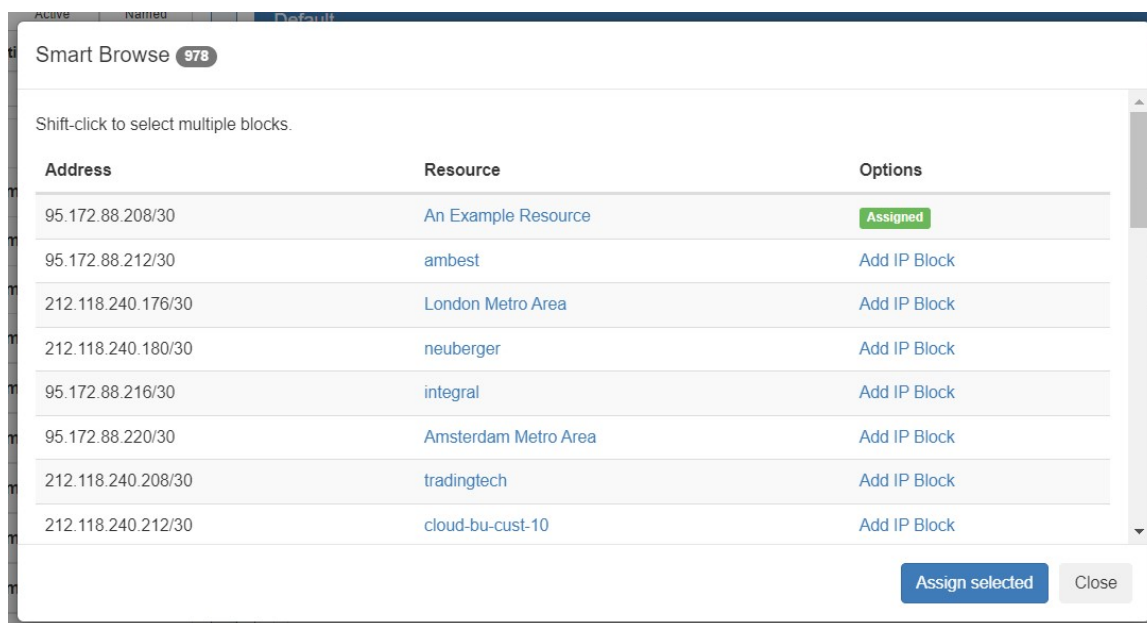 Active Named Default
Smart Browse 978
Shift-click to select multiple blocks.
Address Resource Options
95.172.88.208/30 An Example Resource Assigned
95.172.88.212/30 ambest Add IP Block
212.118.240.176/30 London Metro Area Add IP Block
212.118.240.180/30 neuberger Add IP Block
95.172.88.216/30 integral Add IP Block
95.172.88.220/30 Amsterdam Metro Area Add IP Block
212.118.240.208/30 tradingtech Add IP Block
212.118.240.212/30 cloud-bu-cust-10 Add IP Block
Assign selected Close